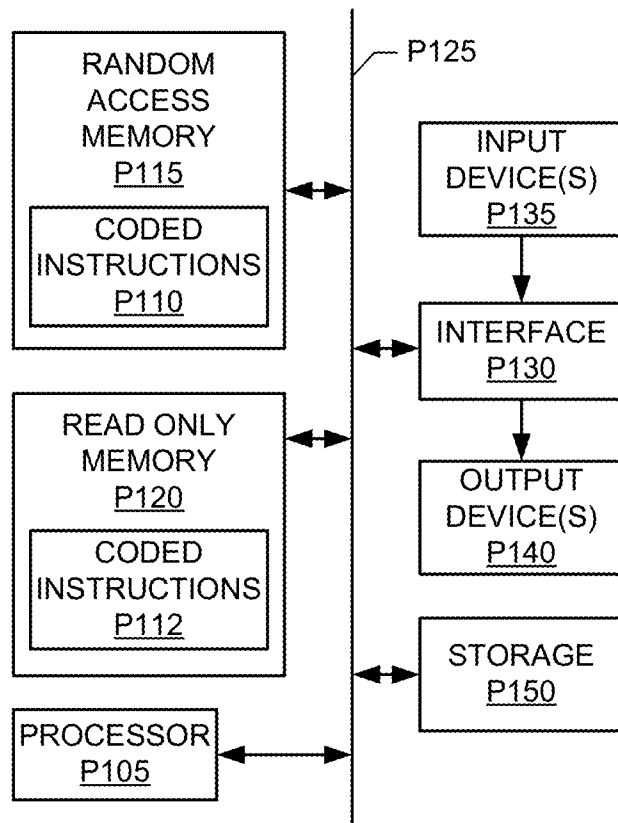 RANDOM
ACCESS
MEMORY
P115
CODED
INSTRUCTIONS
P110
READ ONLY
MEMORY
P120
CODED
INSTRUCTIONS
P112
PROCESSOR
P105
P125
INPUT
DEVICE(S)
P135
INTERFACE
P130
OUTPUT
DEVICE(S)
P140
STORAGE
P150